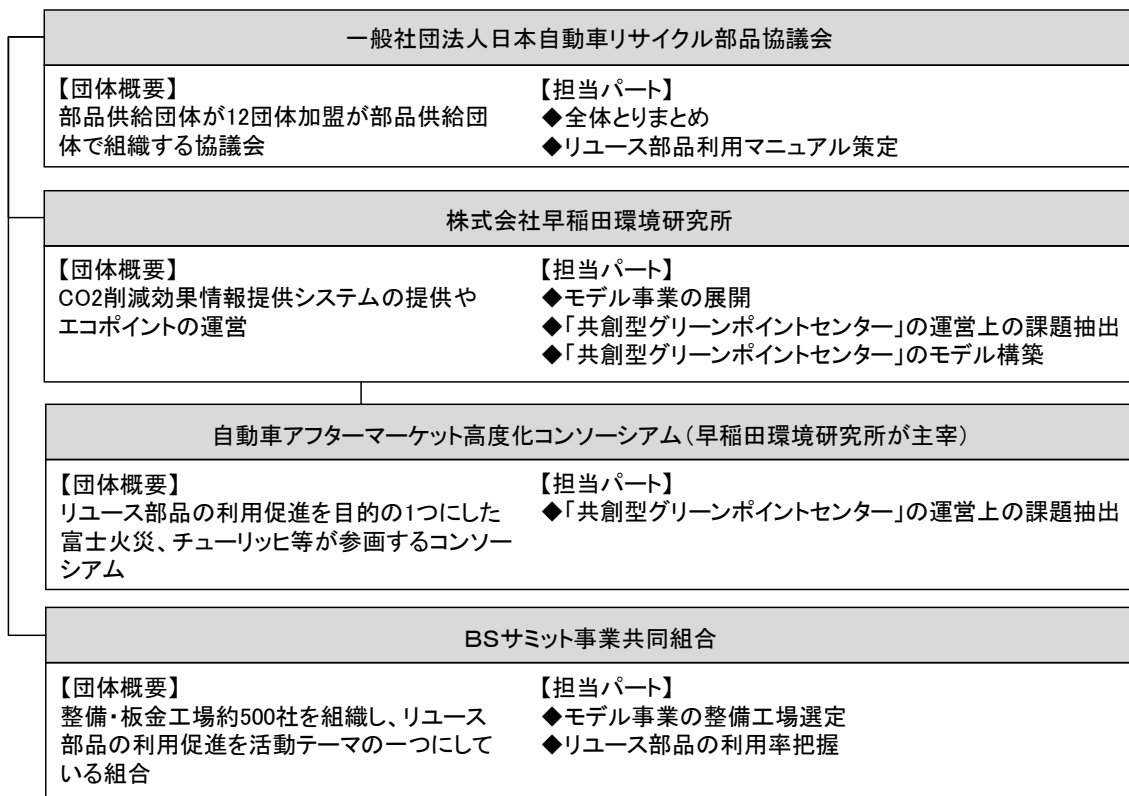 一般社団法人日本自動車リサイクル部品協議会
【団体概要】
部品供給団体が12団体加盟が部品供給団
体で組織する協議会
【担当パート】
◆全体とりまとめ
◆リユース部品利用マニュアル策定
株式会社早稲田環境研究所
【団体概要】
CO2削減効果情報提供システムの提供や
エコポイントの運営
【担当パート】
◆モデル事業の展開
◆「共創型グリーンポイントセンター」の運営上の課題抽出
◆「共創型グリーンポイントセンター」のモデル構築
自動車アフターマーケット高度化コンソーシアム（早稲田環境研究所が主宰）
【団体概要】
リユース部品の利用促進を目的の1つにした
富士火災、チューリッヒ等が参画するコンソー
シアム
【担当パート】
◆「共創型グリーンポイントセンター」の運営上の課題抽出
ＢＳサミット事業共同組合
【団体概要】
整備・板金工場約500社を組織し、リユース
部品の利用促進を活動テーマの一つにして
いる組合
【担当パート】
◆モデル事業の整備工場選定
◆リユース部品の利用率把握